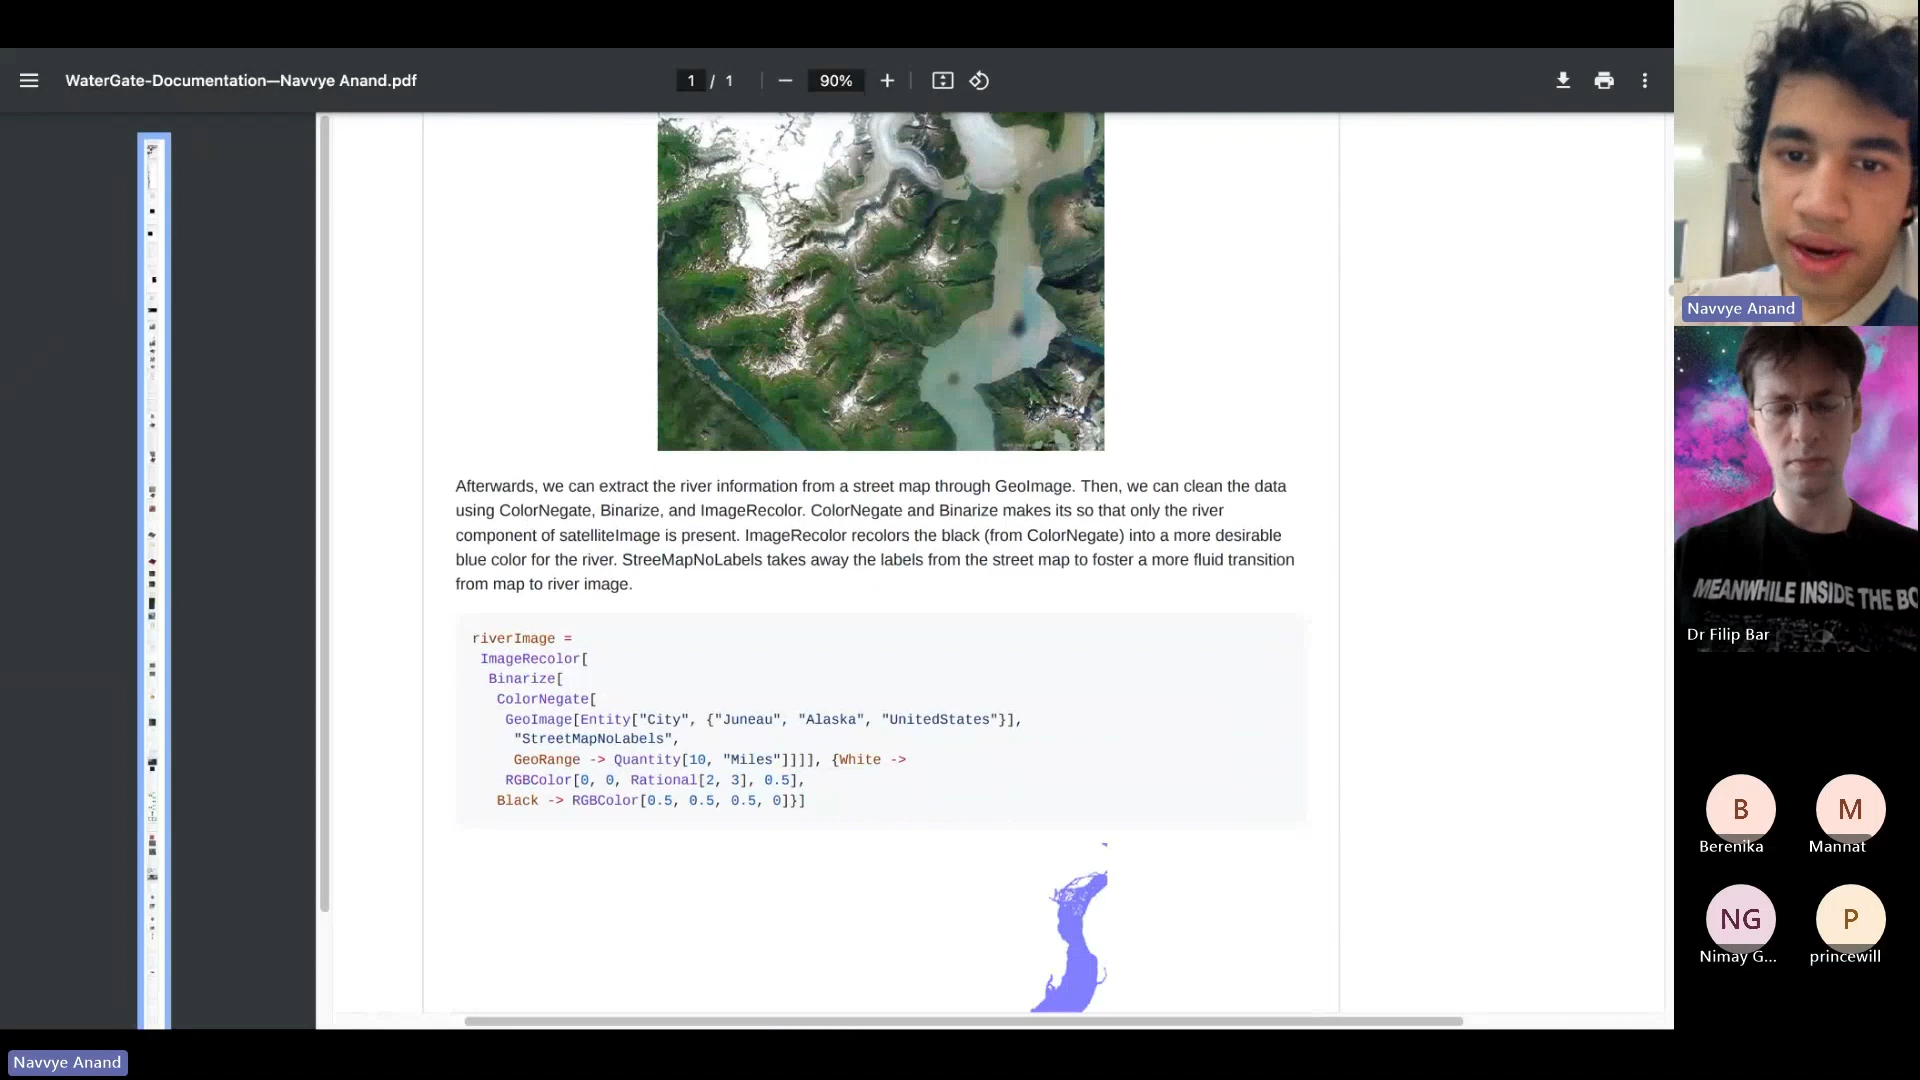 WaterGate-Documentation—Navvye Anand.pdf
1 / 1
90%
Afterwards, we can extract the river information from a street map through GeoImage. Then, we can clean the data
using ColorNegate, Binarize, and ImageRecolor. ColorNegate and Binarize makes its so that only the river
component of satelliteImage is present. ImageRecolor recolors the black (from ColorNegate) into a more desirable
blue color for the river. StreeMapNoLabels takes away the labels from the street map to foster a more fluid transition
from map to river image.
riverImage =
ImageRecolor[
Binarize[
ColorNegate[
GeoImage[Entity["City", {"Juneau", "Alaska", "UnitedStates"}],
"StreetMapNoLabels",
GeoRange -> Quantity[10, "Miles"]]]], {White ->
RGBColor[0, 0, Rational[2, 3], 0.5],
Black -> RGBColor[0.5, 0.5, 0.5, 0]}]
Navvye Anand
MEANWHILE INSIDE THE BO
Dr Filip Bar
B
Berenika
M
Mannat
NG
Nimay G...
P
princewill
Navvye Anand